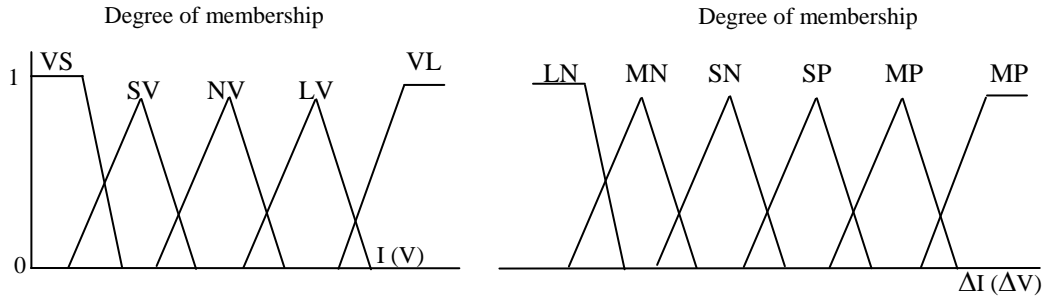 Degree of membership
VS
VL
1
SV
NV
LV
I (V)
0
Degree of membership
LN
MN
SN
SP
MP
MP
ΔI (ΔV)